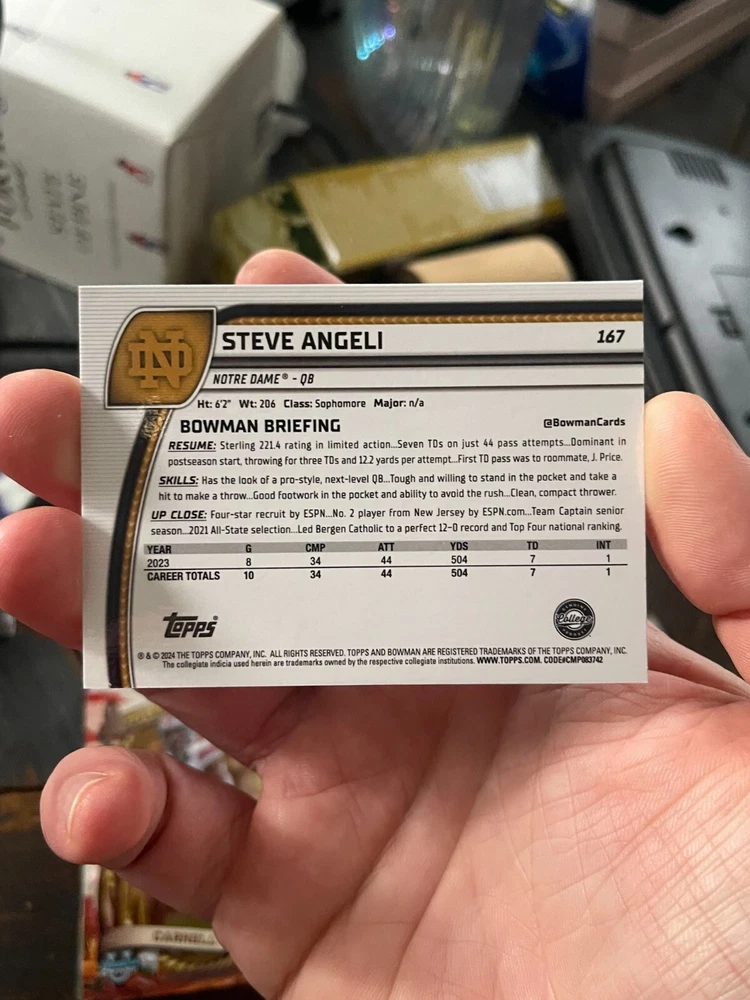 STEVE ANGELI
167
ND
NOTRE DAME® - QB
Ht: 6'2" Wt: 206 Class: Sophomore Major: n/a
BOWMAN BRIEFING
@BowmanCards
RESUME: Sterling 221.4 rating in limited action...Seven TDs on just 44 pass attempts...Dominant in
postseason start, throwing for three TDs and 12.2 yards per attempt...First TD pass was to roommate, J. Price.
SKILLS: Has the look of a pro-style, next-level QB...Tough and willing to stand in the pocket and take a
hit to make a throw...Good footwork in the pocket and ability to avoid the rush...Clean, compact thrower.
UP CLOSE: Four-star recruit by ESPN...No. 2 player from New Jersey by ESPN.com...Team Captain senior
season...2021 All-State selection...Led Bergen Catholic to a perfect 12-0 record and Top Four national ranking.
YEAR G CMP ATT YDS TD INT
2023 8 34 44 504 7 1
CAREER TOTALS 10 34 44 504 7 1
Topps
College
® & © 2024 THE TOPPS COMPANY, INC. ALL RIGHTS RESERVED. TOPPS AND BOWMAN ARE REGISTERED TRADEMARKS OF THE TOPPS COMPANY, INC.
The collegiate indicia used herein are trademarks owned by the respective collegiate institutions. WWW.TOPPS.COM. CODE#CMP083742